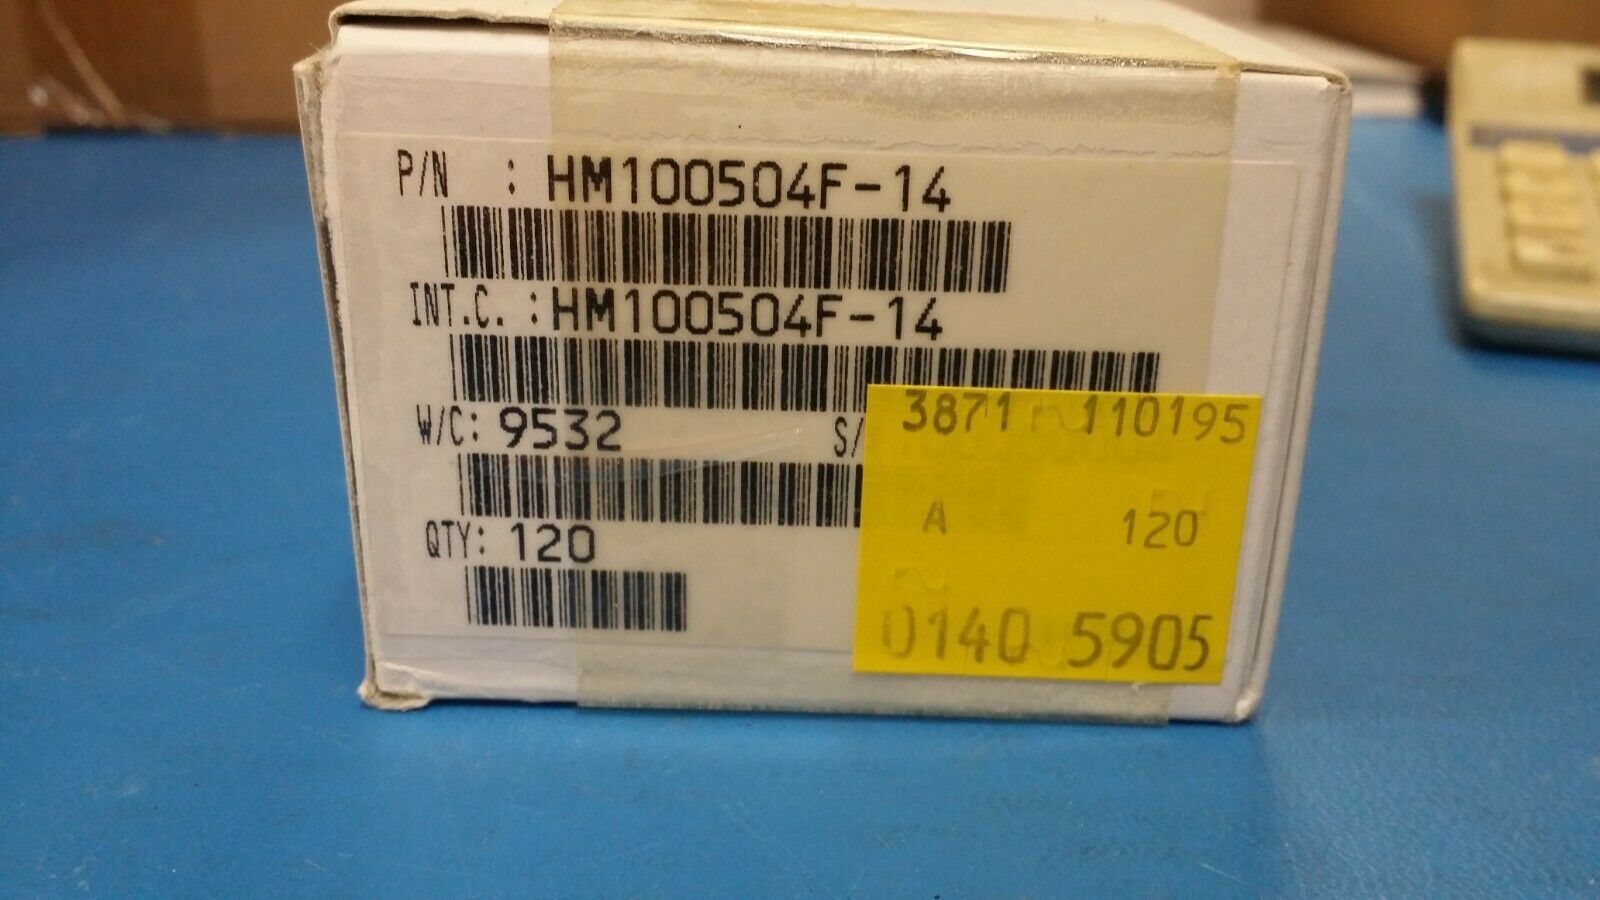 P/N : HM100504F-14
INT.C. : HM100504F-14
W/C: 9532 S/
QTY: 120
3871 110195
A 120
0140 5905